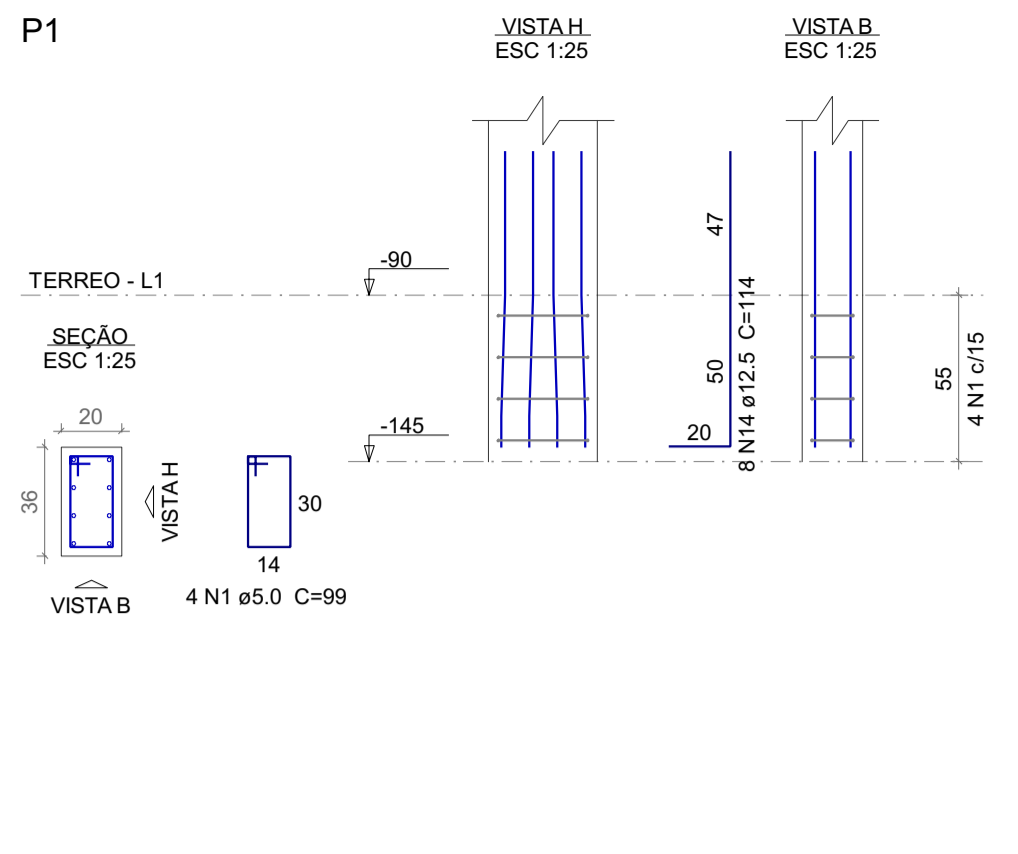 P1
VISTA H
ESC 1:25
VISTA B
ESC 1:25
47
-90
TERREO - L1
SEÇÃO
ESC 1:25
50
8 N14 ø12.5 C=114
55
4 N1 c/15
20
-145
20
36
VISTA H
30
14
VISTA B
4 N1 ø5.0 C=99